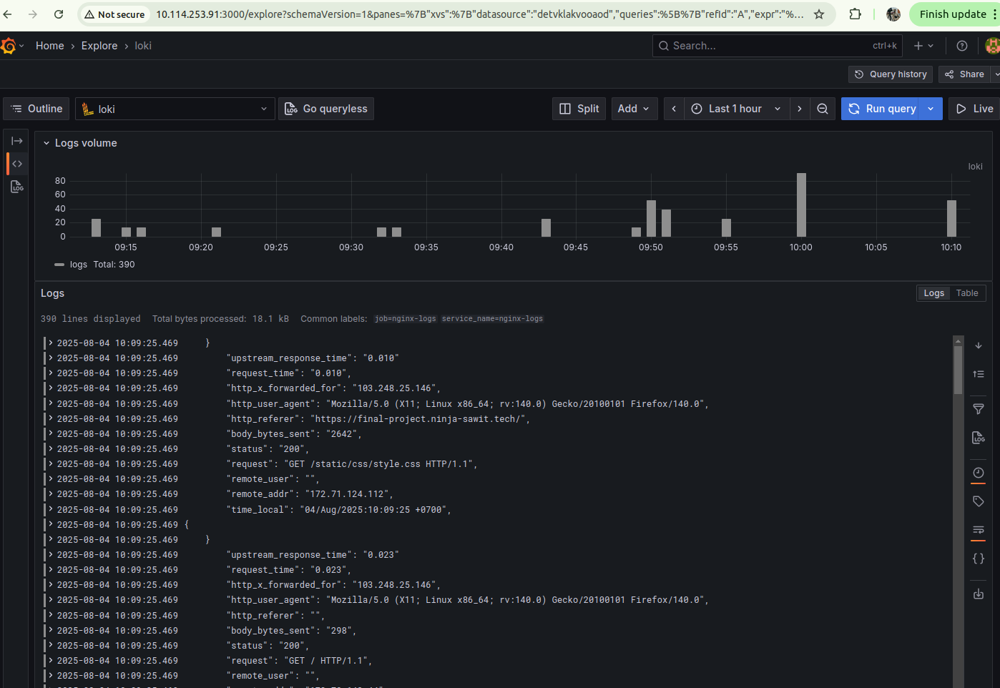 Not secure 10.114.253.91:3000/explore?schemaVersion=1&panes=%7B"xvs":%7B"datasource":"detvklakvooaod","queries":%5B%7B"refId":"A","expr":"%... Finish update
Home › Explore › loki Search... ctrl+k
Query history Share
Outline loki Go queryless Split Add Last 1 hour Run query Live
Logs volume
loki
80
60
40
20
0
09:15 09:20 09:25 09:30 09:35 09:40 09:45 09:50 09:55 10:00 10:05 10:10
logs Total: 390
Logs Logs Table
390 lines displayed Total bytes processed: 18.1 kB Common labels: job=nginx-logs service_name=nginx-logs
2025-08-04 10:09:25.469 }
2025-08-04 10:09:25.469 "upstream_response_time": "0.010"
2025-08-04 10:09:25.469 "request_time": "0.010",
2025-08-04 10:09:25.469 "http_x_forwarded_for": "103.248.25.146",
2025-08-04 10:09:25.469 "http_user_agent": "Mozilla/5.0 (X11; Linux x86_64; rv:140.0) Gecko/20100101 Firefox/140.0",
2025-08-04 10:09:25.469 "http_referer": "https://final-project.ninja-sawit.tech/",
2025-08-04 10:09:25.469 "body_bytes_sent": "2642",
2025-08-04 10:09:25.469 "status": "200",
2025-08-04 10:09:25.469 "request": "GET /static/css/style.css HTTP/1.1",
2025-08-04 10:09:25.469 "remote_user": "",
2025-08-04 10:09:25.469 "remote_addr": "172.71.124.112",
2025-08-04 10:09:25.469 "time_local": "04/Aug/2025:10:09:25 +0700",
2025-08-04 10:09:25.469 {
2025-08-04 10:09:25.469 }
2025-08-04 10:09:25.469 "upstream_response_time": "0.023"
2025-08-04 10:09:25.469 "request_time": "0.023",
2025-08-04 10:09:25.469 "http_x_forwarded_for": "103.248.25.146",
2025-08-04 10:09:25.469 "http_user_agent": "Mozilla/5.0 (X11; Linux x86_64; rv:140.0) Gecko/20100101 Firefox/140.0",
2025-08-04 10:09:25.469 "http_referer": "",
2025-08-04 10:09:25.469 "body_bytes_sent": "298",
2025-08-04 10:09:25.469 "status": "200",
2025-08-04 10:09:25.469 "request": "GET / HTTP/1.1",
2025-08-04 10:09:25.469 "remote_user": "",